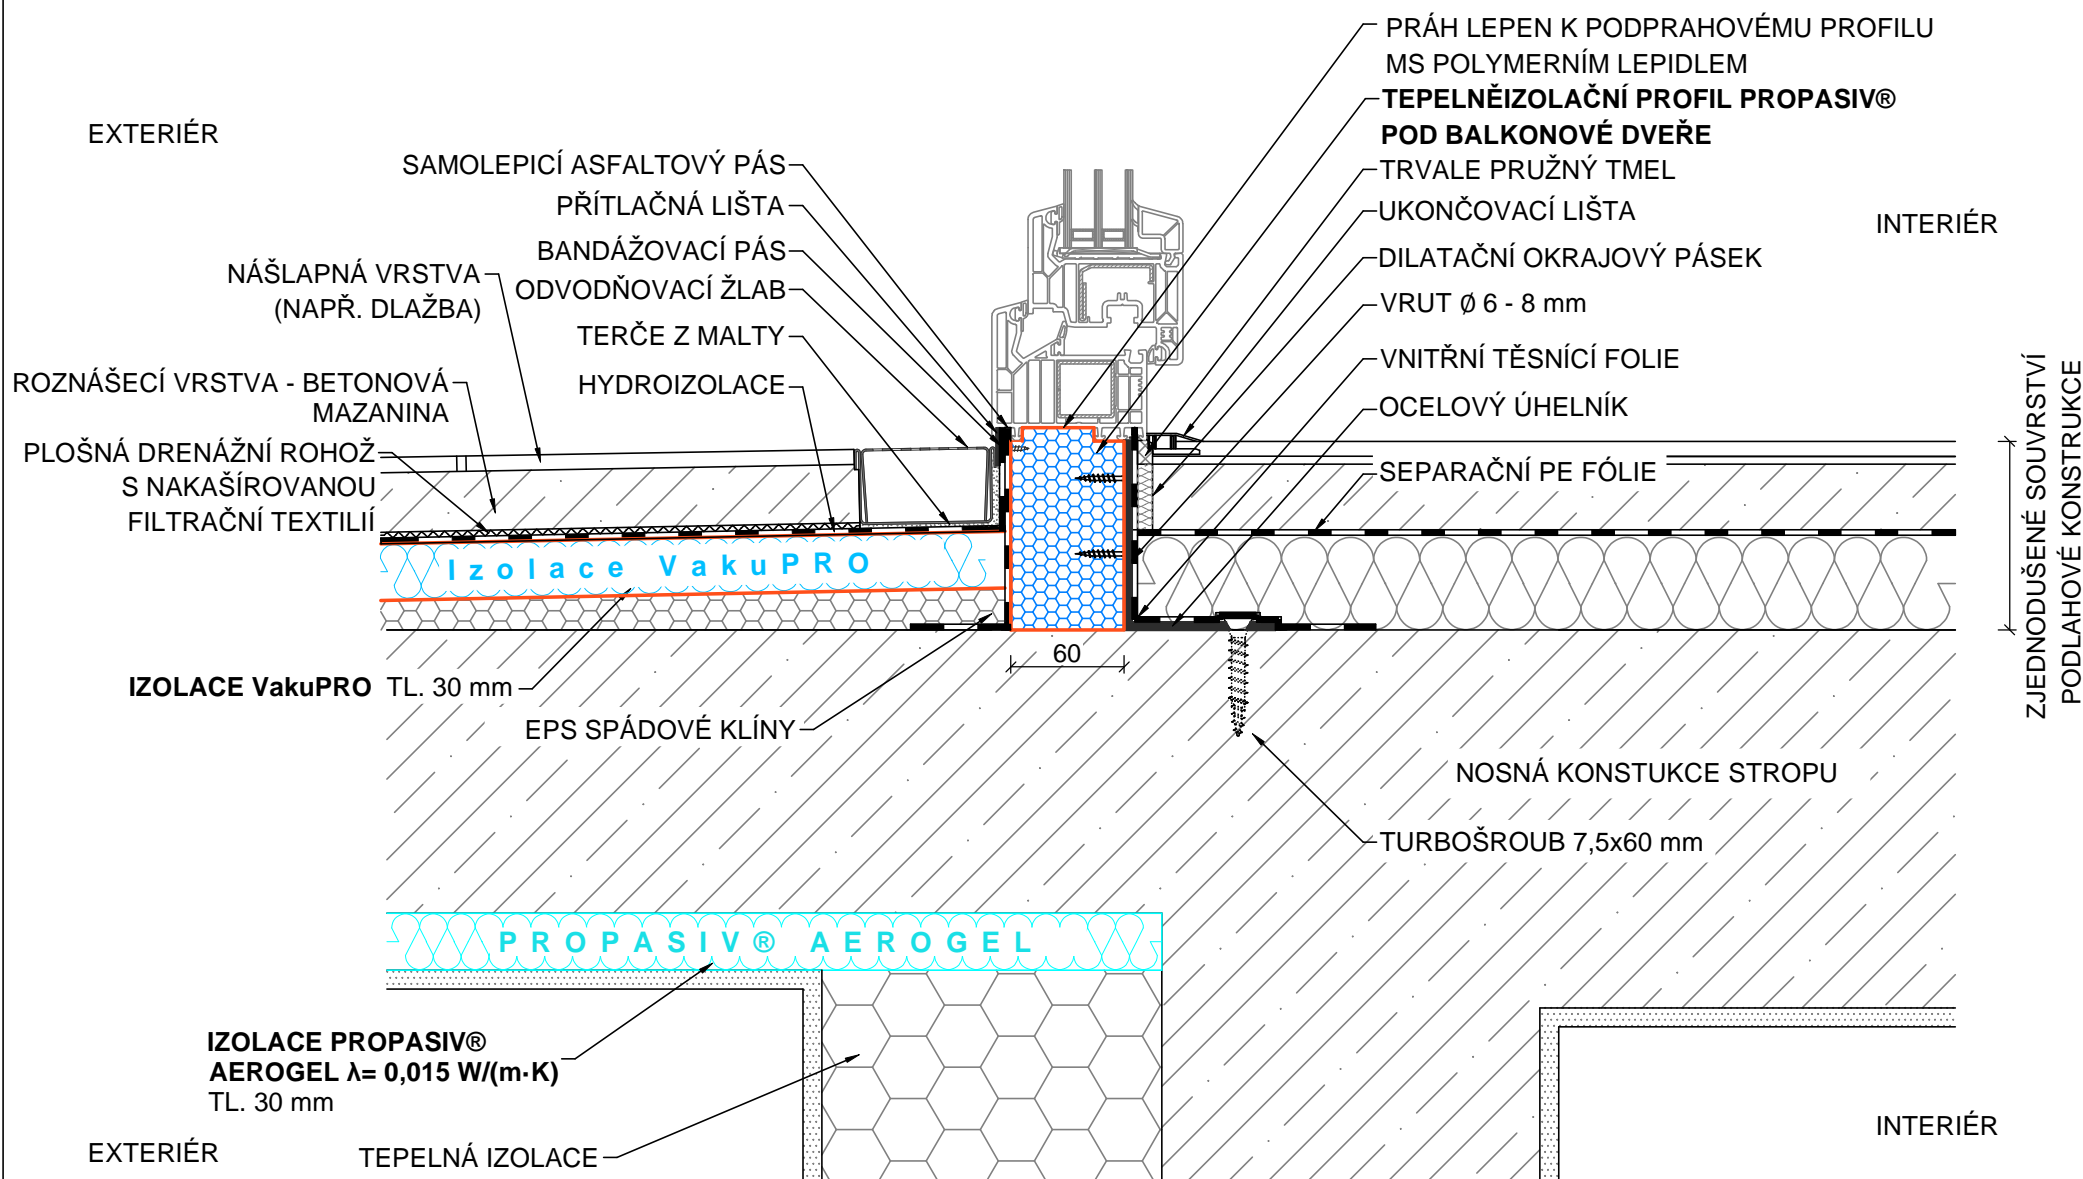 EXTERIÉR
SAMOLEPICÍ ASFALTOVÝ PÁS
PŘÍTLAČNÁ LIŠTA
BANDÁŽOVACÍ PÁS
ODVODŇOVACÍ ŽLAB
TERČE Z MALTY
HYDROIZOLACE
NÁŠLAPNÁ VRSTVA
(NAPŘ. DLAŽBA)
ROZNÁŠECÍ VRSTVA - BETONOVÁ
MAZANINA
PLOŠNÁ DRENÁŽNÍ ROHOŽ
S NAKAŠÍROVANOU
FILTRAČNÍ TEXTILIÍ
Izolace VakuPRO
IZOLACE VakuPRO TL. 30 mm
EPS SPÁDOVÉ KLÍNY
60
PRÁH LEPEN K PODPRAHOVÉMU PROFILU
MS POLYMERNÍM LEPIDLEM
TEPELNĚIZOLAČNÍ PROFIL PROPASIV®
POD BALKONOVÉ DVEŘE
TRVALE PRUŽNÝ TMEL
UKONČOVACÍ LIŠTA
DILATAČNÍ OKRAJOVÝ PÁSEK
VRUT Ø 6 - 8 mm
VNITŘNÍ TĚSNÍCÍ FOLIE
OCELOVÝ ÚHELNÍK
SEPARAČNÍ PE FÓLIE
INTERIÉR
ZJEDNODUŠENÉ SOUVRSTVÍ
PODLAHOVÉ KONSTRUKCE
NOSNÁ KONSTUKCE STROPU
TURBOŠROUB 7,5x60 mm
PROPASIV® AEROGEL
IZOLACE PROPASIV®
AEROGEL λ= 0,015 W/(m·K)
TL. 30 mm
EXTERIÉR
TEPELNÁ IZOLACE
INTERIÉR